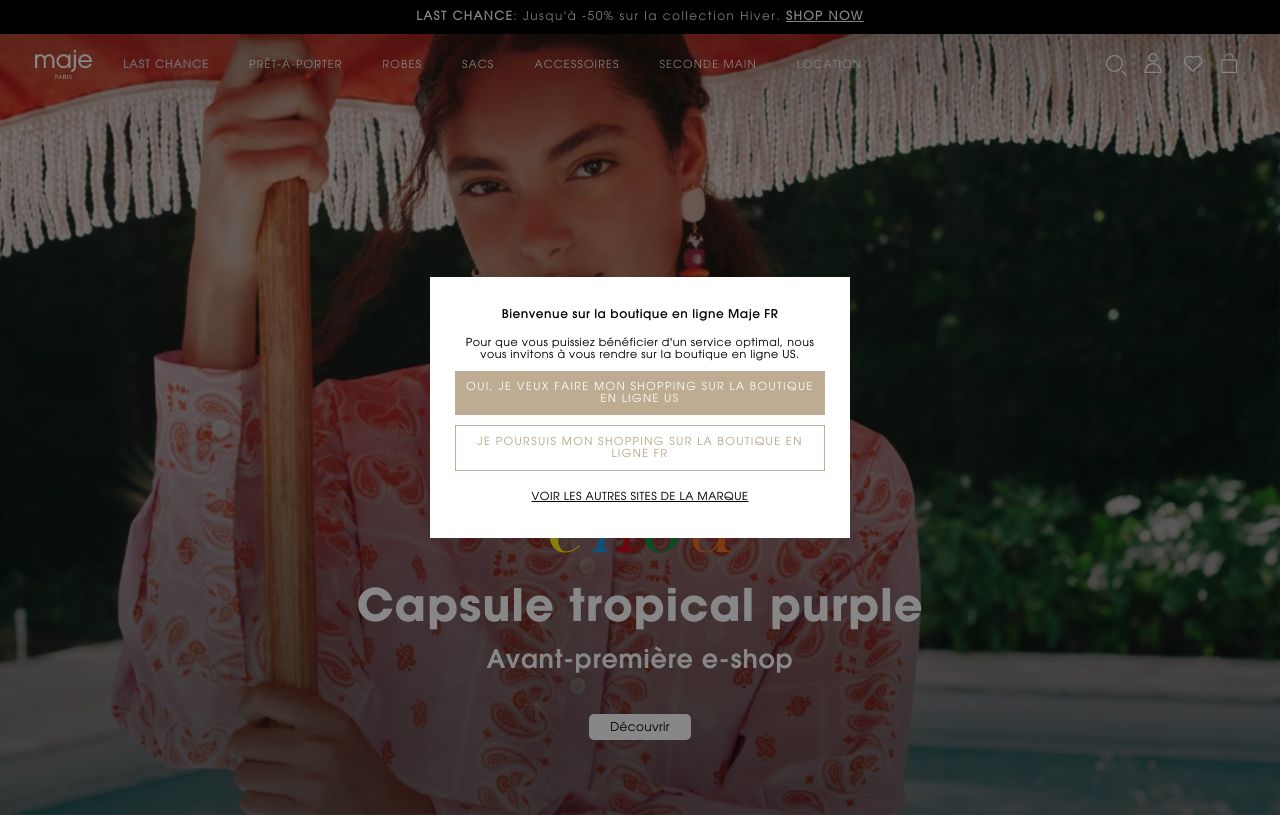 LAST CHANCE: Jusqu'à -50% sur la collection Hiver. SHOP NOW
maje
PARIS
LAST CHANCE
PRÊT-À-PORTER
ROBES
SACS
ACCESSOIRES
SECONDE MAIN
LOCATION
Bienvenue sur la boutique en ligne Maje FR
Pour que vous puissiez bénéficier d'un service optimal, nous
vous invitons à vous rendre sur la boutique en ligne US.
OUI, JE VEUX FAIRE MON SHOPPING SUR LA BOUTIQUE
EN LIGNE US
JE POURSUIS MON SHOPPING SUR LA BOUTIQUE EN
LIGNE FR
VOIR LES AUTRES SITES DE LA MARQUE
Capsule tropical purple
Avant-première e-shop
Découvrir